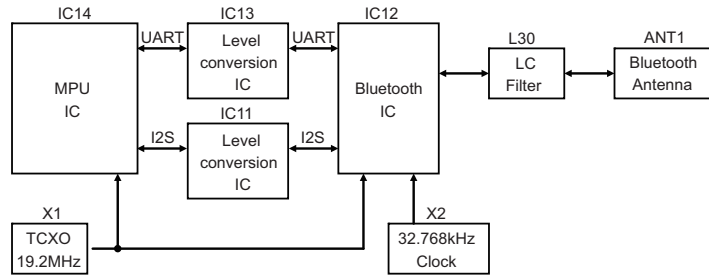 IC14
IC13
IC12
L30
ANT1
MPU
IC
UART
Level
conversion
IC
UART
Bluetooth
IC
LC
Filter
Bluetooth
Antenna
IC11
I2S
Level
conversion
IC
I2S
X1
TCXO
19.2MHz
X2
32.768kHz
Clock